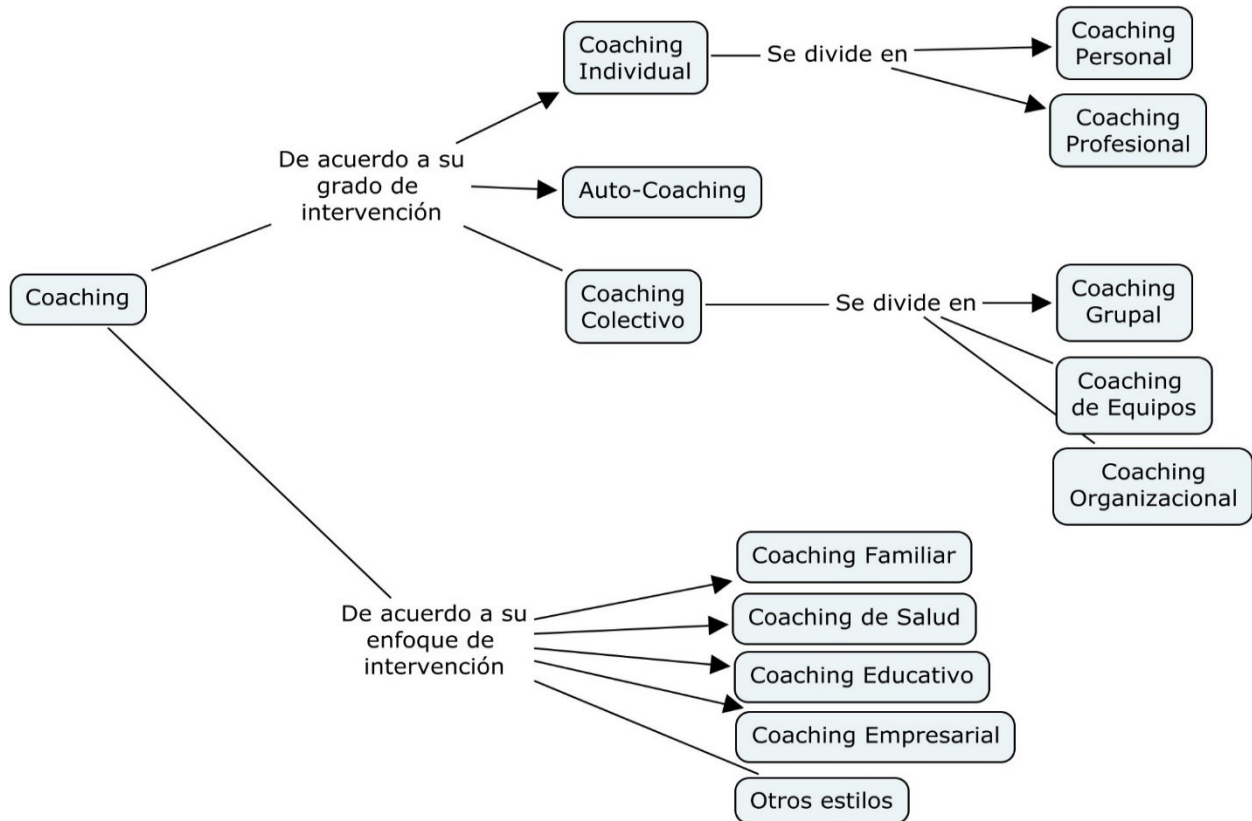 Coaching
De acuerdo a su
grado de
intervención
Coaching
Individual
Se divide en
Coaching
Personal
Coaching
Profesional
Auto-Coaching
Coaching
Colectivo
Se divide en
Coaching
Grupal
Coaching
de Equipos
Coaching
Organizacional
De acuerdo a su
enfoque de
intervención
Coaching Familiar
Coaching de Salud
Coaching Educativo
Coaching Empresarial
Otros estilos